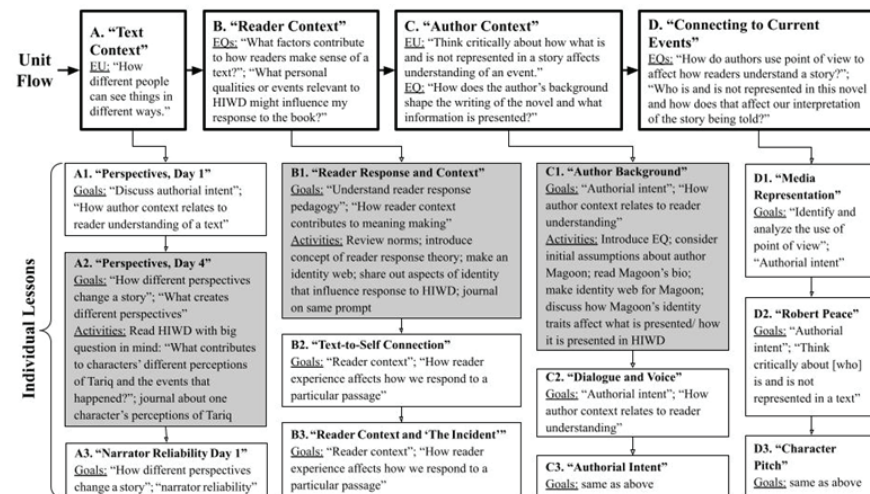 Unit
Flow
A. “Text
Context”
EU: “How
different people
can see things in
different ways.”
B. “Reader Context”
EQs: “What factors contribute
to how readers make sense of a
text?”; “What personal
qualities or events relevant to
HIWD might influence my
response to the book?”
C. “Author Context”
EU: “Think critically about how what is
and is not represented in a story affects
understanding of an event.”
EQ: “How does the author’s background
shape the writing of the novel and what
information is presented?”
D. “Connecting to Current
Events”
EQs: “How do authors use point of view to
affect how readers understand a story?”;
“Who is and is not represented in this novel
and how does that affect our interpretation
of the story being told?”
Individual Lessons
A1. “Perspectives, Day 1”
Goals: “Discuss authorial intent”;
“How author context relates to
reader understanding of a text”
A2. “Perspectives, Day 4”
Goals: “How different perspectives
change a story”; “What creates
different perspectives”
Activities: Read HIWD with big
question in mind: “What contributes
to characters’ different perceptions
of Tariq and the events that
happened?”; journal about one
character’s perceptions of Tariq
A3. “Narrator Reliability Day 1”
Goals: “How different perspectives
change a story”; “narrator reliability”
B1. “Reader Response and Context”
Goals: “Understand reader response
pedagogy”; “How reader context
contributes to meaning making”
Activities: Review norms; introduce
concept of reader response theory; make an
identity web; share out aspects of identity
that influence response to HIWD; journal
on same prompt
B2. “Text-to-Self Connection”
Goals: “Reader context”; “How reader
experience affects how we respond to a
particular passage”
B3. “Reader Context and ‘The Incident’”
Goals: “Reader context”; “How reader
experience affects how we respond to a
particular passage”
C1. “Author Background”
Goals: “Authorial intent”; “How
author context relates to reader
understanding”
Activities: Introduce EQ; consider
initial assumptions about author
Magoon; read Magoon’s bio;
make identity web for Magoon;
discuss how Magoon’s identity
traits affect what is presented/ how
it is presented in HIWD
C2. “Dialogue and Voice”
Goals: “Authorial intent”; “How
author context relates to reader
understanding”
C3. “Authorial Intent”
Goals: same as above
D1. “Media
Representation”
Goals: “Identify and
analyze the use of
point of view”;
“Authorial intent”
D2. “Robert Peace”
Goals: “Authorial
intent”; “Think
critically about [who]
is and is not
represented in a text”
D3. “Character
Pitch”
Goals: same as above